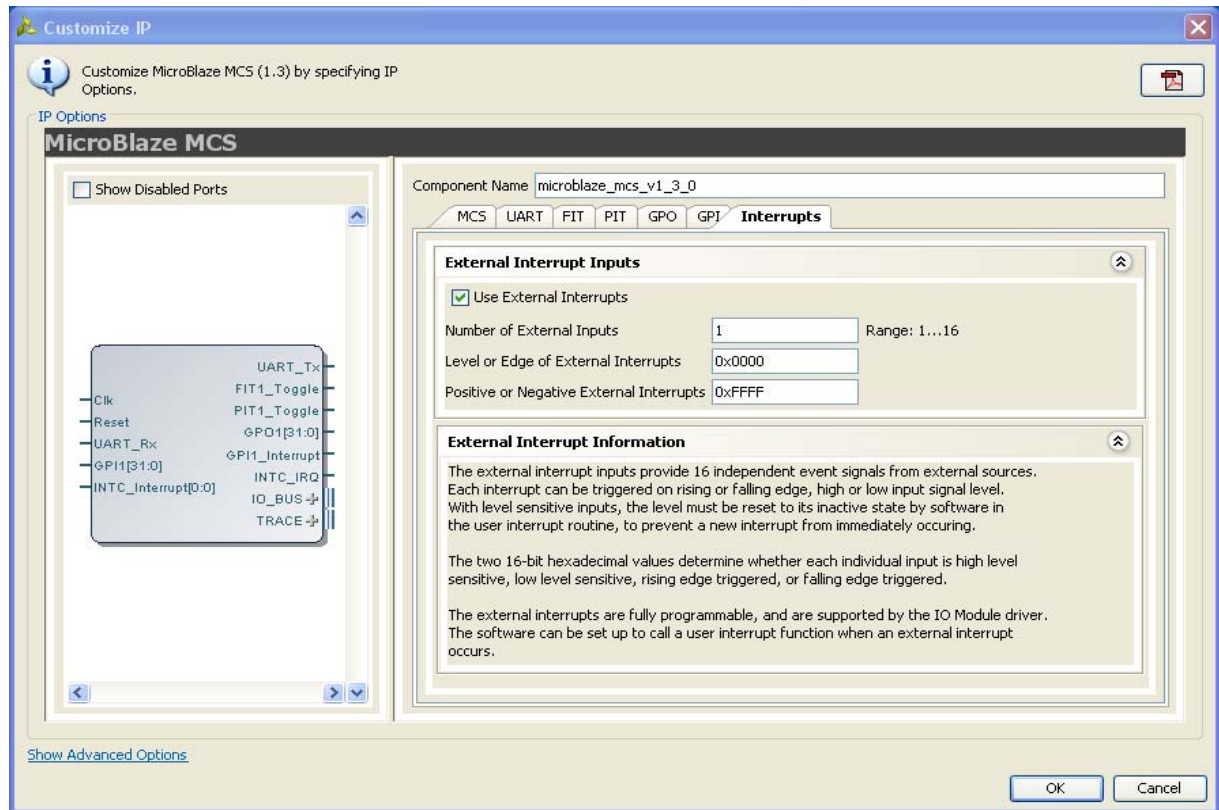 Customize IP
Customize MicroBlaze MCS (1.3) by specifying IP
Options.
IP Options
MicroBlaze MCS
Show Disabled Ports
Clk
Reset
UART_Rx
GPI1[31:0]
INTC_Interrupt[0:0]
UART_Tx
FIT1_Toggle
PIT1_Toggle
GPO1[31:0]
GPI1_Interrupt
INTC_IRQ
IO_BUS
TRACE
Component Name microblaze_mcs_v1_3_0
MCS UART FIT PIT GPO GPI Interrupts
External Interrupt Inputs
Use External Interrupts
Number of External Inputs 1 Range: 1...16
Level or Edge of External Interrupts 0x0000
Positive or Negative External Interrupts 0xFFFF
External Interrupt Information
The external interrupt inputs provide 16 independent event signals from external sources.
Each interrupt can be triggered on rising or falling edge, high or low input signal level.
With level sensitive inputs, the level must be reset to its inactive state by software in
the user interrupt routine, to prevent a new interrupt from immediately occuring.
The two 16-bit hexadecimal values determine whether each individual input is high level
sensitive, low level sensitive, rising edge triggered, or falling edge triggered.
The external interrupts are fully programmable, and are supported by the IO Module driver.
The software can be set up to call a user interrupt function when an external interrupt
occurs.
Show Advanced Options
OK Cancel